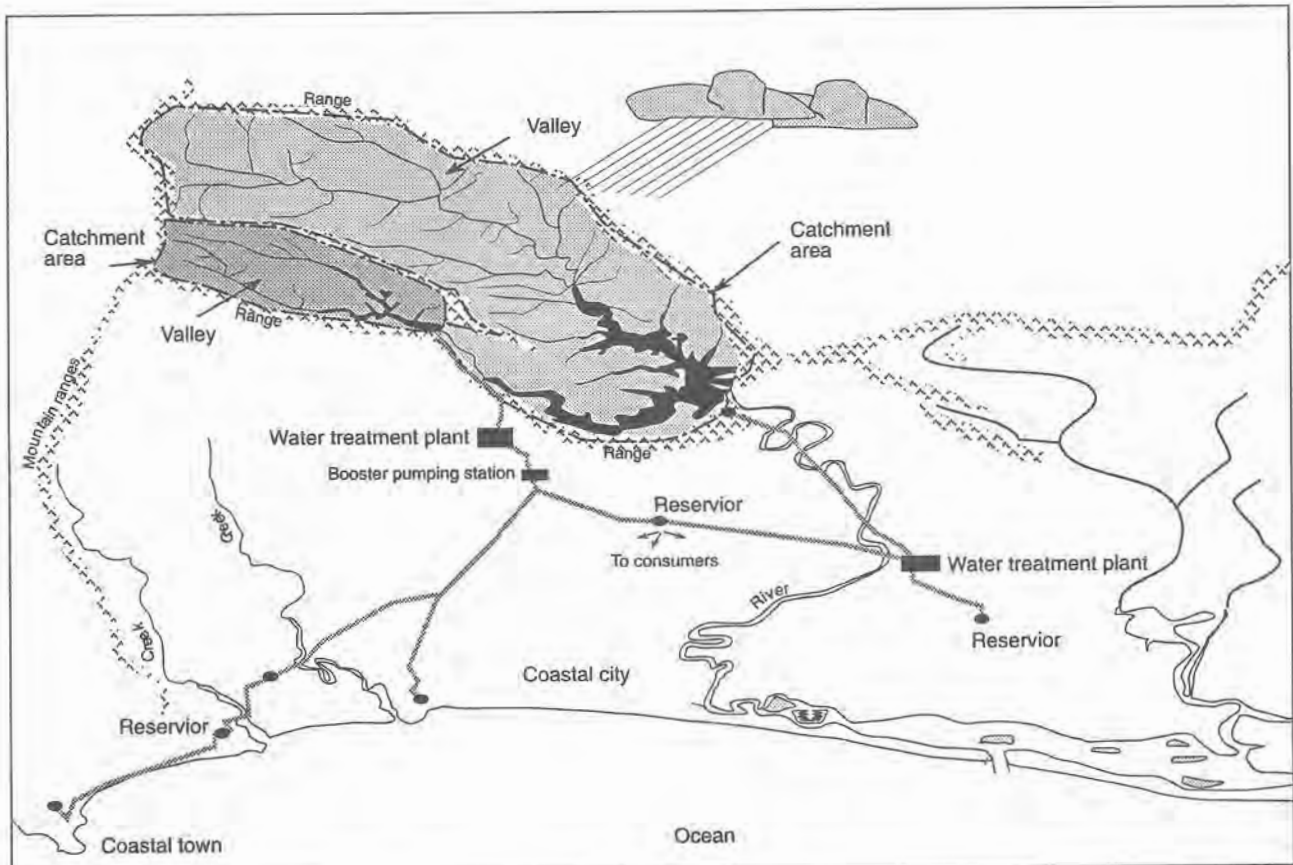 Range
Valley
Catchment
area
Catchment
area
Valley
Range
Mountain ranges
Water treatment plant
Range
Booster pumping station
Reservior
Creek
To consumers
Water treatment plant
River
Reservior
Creek
Coastal city
Reservior
Ocean
Coastal town